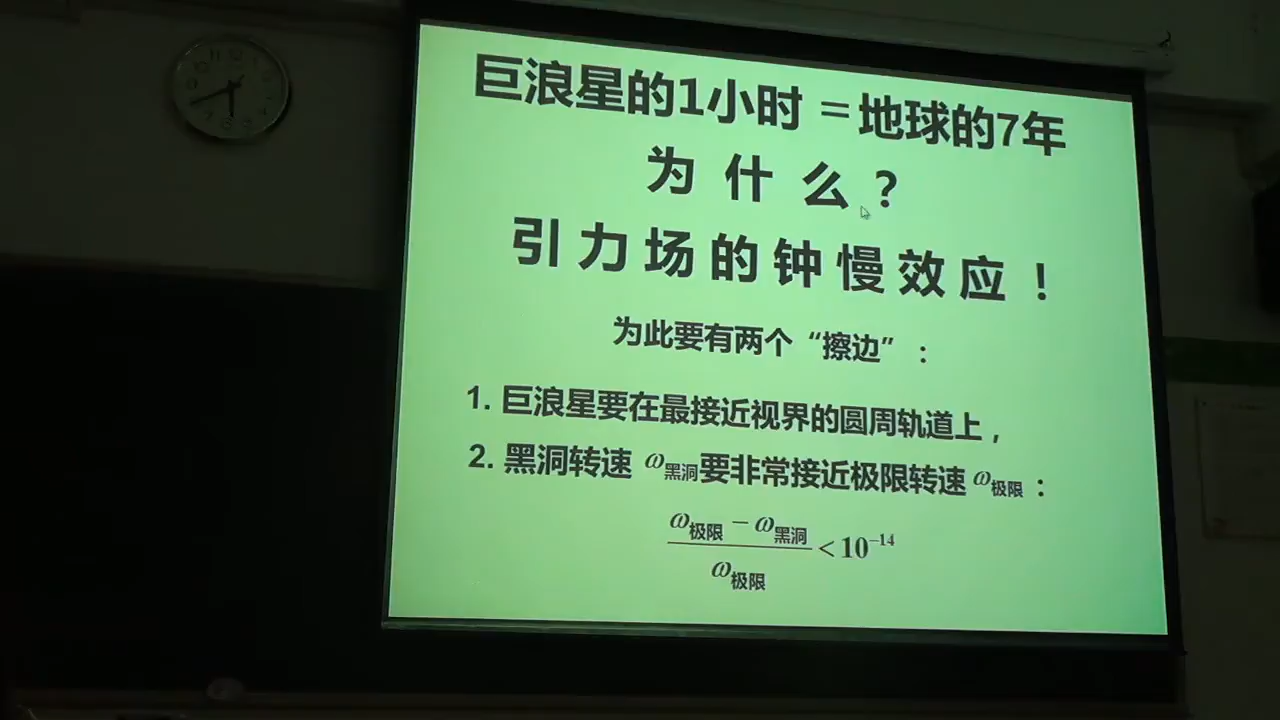 巨浪星的1小时 = 地球的7年
为什么?
引力场的钟慢效应!
为此要有两个“擦边”:
1. 巨浪星要在最接近视界的圆周轨道上,
2. 黑洞转速 ω黑洞要非常接近极限转速 ω极限:
ω极限 − ω黑洞
ω极限
< 10⁻¹⁴